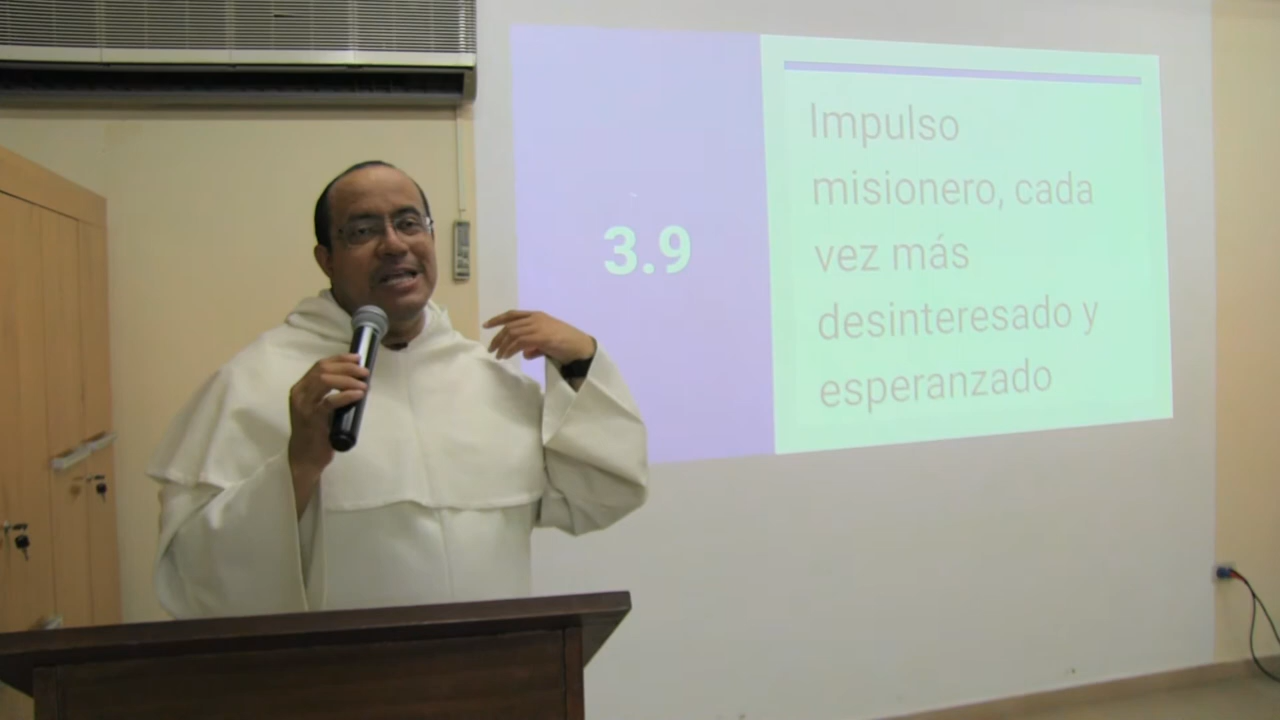 3.9
Impulso
misionero, cada
vez más
desinteresado y
esperanzado